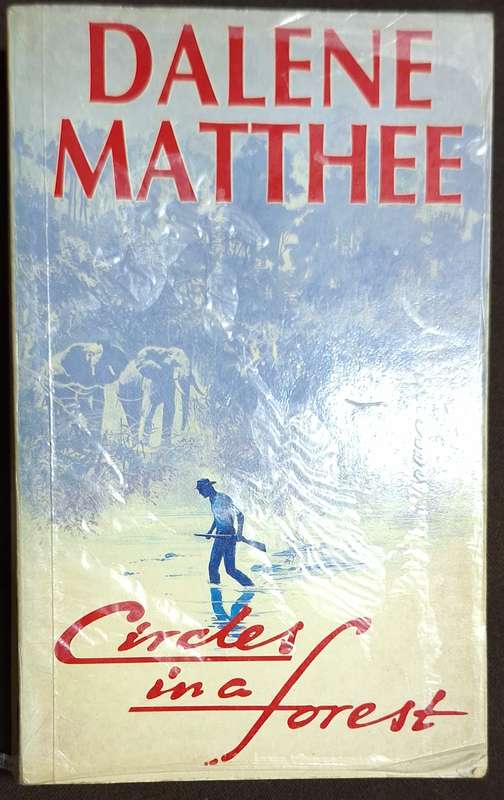 DALENE
MATTHEE
Circles
in a
forest